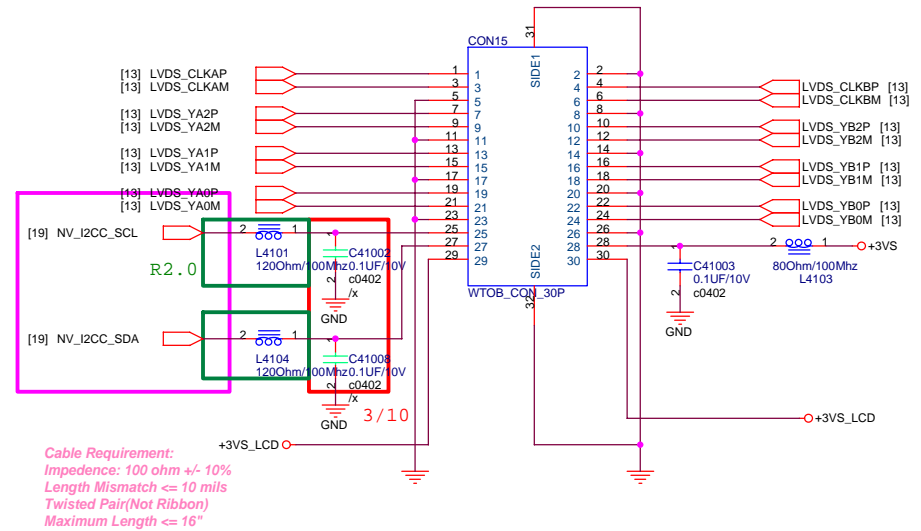 CON15
31
SIDE1
[13] LVDS_CLKAP 1 1
[13] LVDS_CLKAM 3 3
5 5
[13] LVDS_YA2P 7 7
[13] LVDS_YA2M 9 9
11 11
[13] LVDS_YA1P 13 13
[13] LVDS_YA1M 15 15
17 17
[13] LVDS_YA0P 19 19
[13] LVDS_YA0M 21 21
23 23
25 25
27 27
29 29
2 2
4 4 LVDS_CLKBP [13]
6 6 LVDS_CLKBM [13]
8 8
10 10 LVDS_YB2P [13]
12 12 LVDS_YB2M [13]
14 14
16 16 LVDS_YB1P [13]
18 18 LVDS_YB1M [13]
20 20
22 22 LVDS_YB0P [13]
24 24 LVDS_YB0M [13]
26 26
28 28
30 30
SIDE2
32
WTOB_CON_30P
[19] NV_I2CC_SCL
2 1
L4101
120Ohm/100Mhz
R2.0
1
C41002
0.1UF/10V
c0402
2
/x
GND
[19] NV_I2CC_SDA
2 1
L4104
120Ohm/100Mhz
1
C41008
0.1UF/10V
c0402
2
/x
GND
3/10
+3VS_LCD
1
C41003
0.1UF/10V
c0402
2
GND
2 1
+3VS
80Ohm/100Mhz
L4103
+3VS_LCD
Cable Requirement:
Impedence: 100 ohm +/- 10%
Length Mismatch <= 10 mils
Twisted Pair(Not Ribbon)
Maximum Length <= 16"